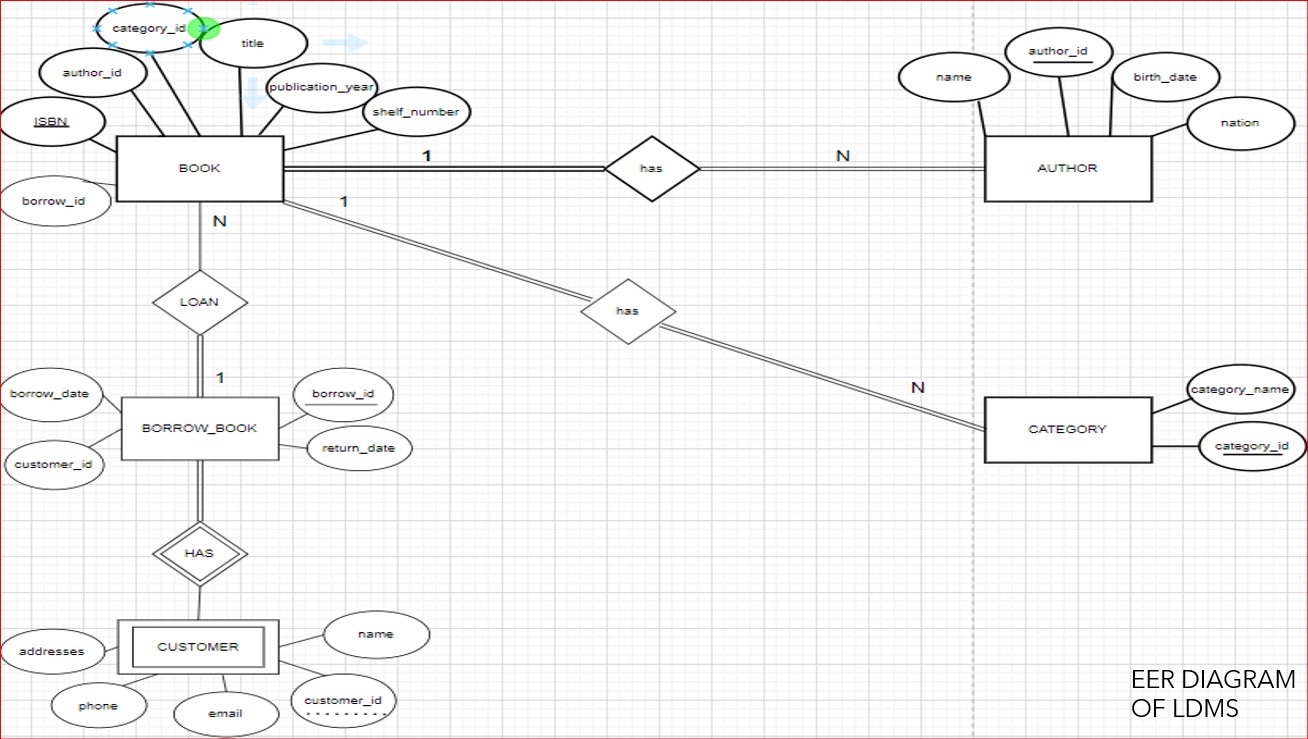 category_id
title
author_id
publication_year
shelf_number
ISBN
BOOK
borrow_id
1
has
N
name
author_id
birth_date
nation
AUTHOR
1
N
LOAN
has
1
N
borrow_date
borrow_id
BORROW_BOOK
customer_id
return_date
category_name
CATEGORY
category_id
HAS
name
CUSTOMER
addresses
customer_id
phone
email
EER DIAGRAM
OF LDMS